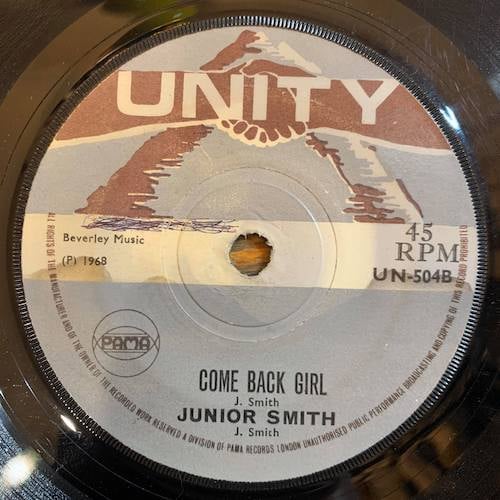 UNITY
45
RPM
Beverley Music
(P) 1968
UN-504B
PAMA
COME BACK GIRL
J. Smith
JUNIOR SMITH
J. Smith
ALL RIGHTS OF THE MANUFACTURER AND OF THE OWNER OF THE RECORDED WORK RESERVED A DIVISION OF PAMA RECORDS LONDON UNAUTHORISED PUBLIC PERFORMANCE BROADCASTING AND COPYING OF THIS RECORD PROHIBITED